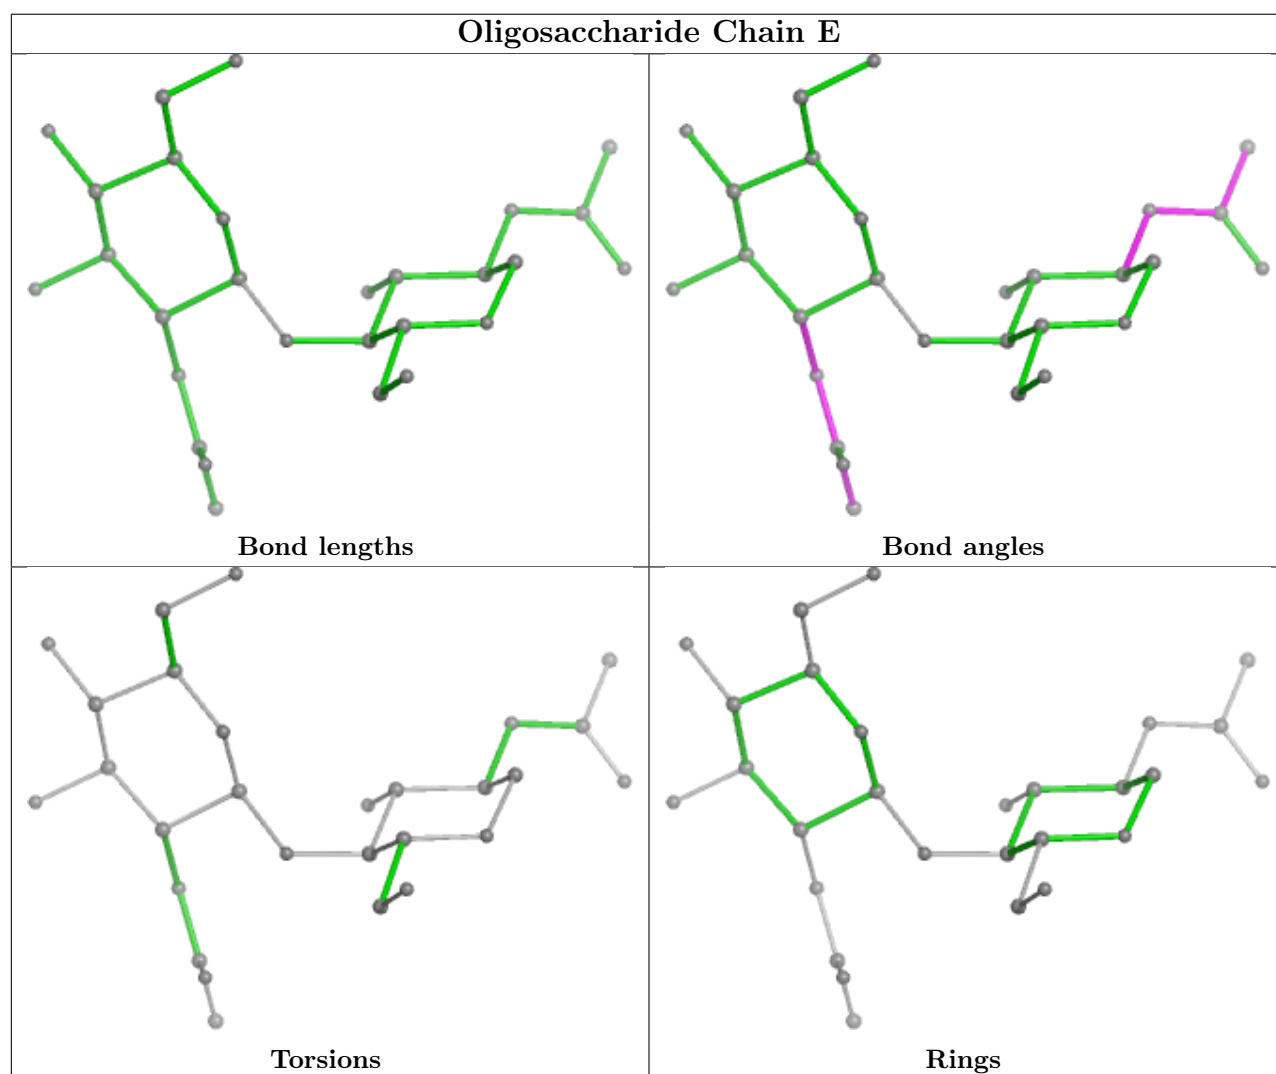 Oligosaccharide Chain E
Bond lengths
Bond angles
Torsions
Rings